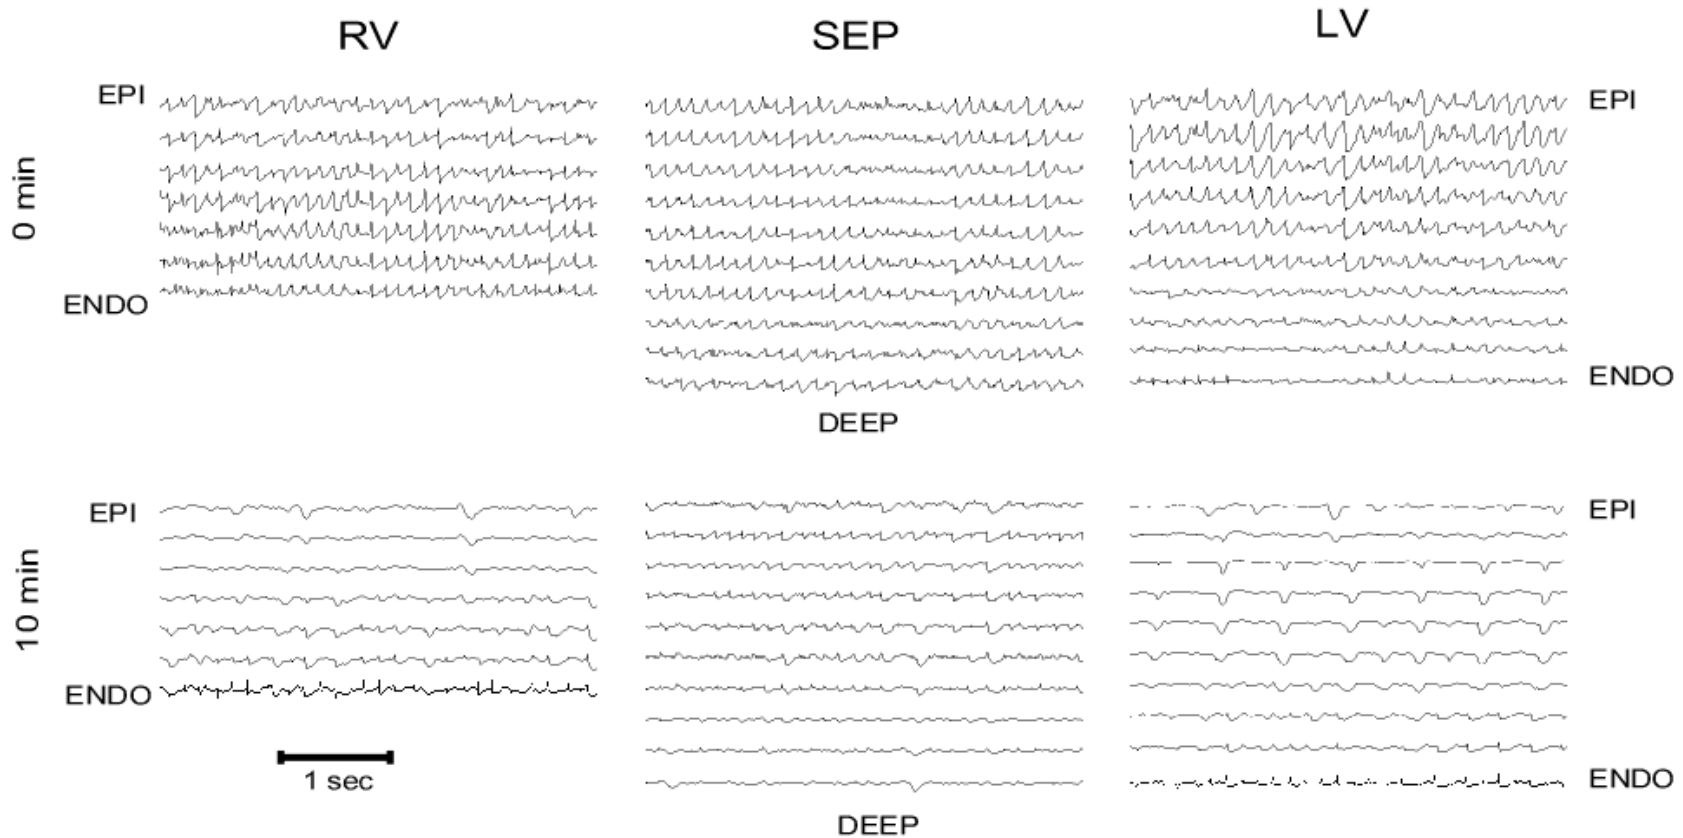 RV
SEP
LV
EPI
EPI
0 min
ENDO
ENDO
DEEP
EPI
EPI
10 min
ENDO
1 sec
ENDO
DEEP